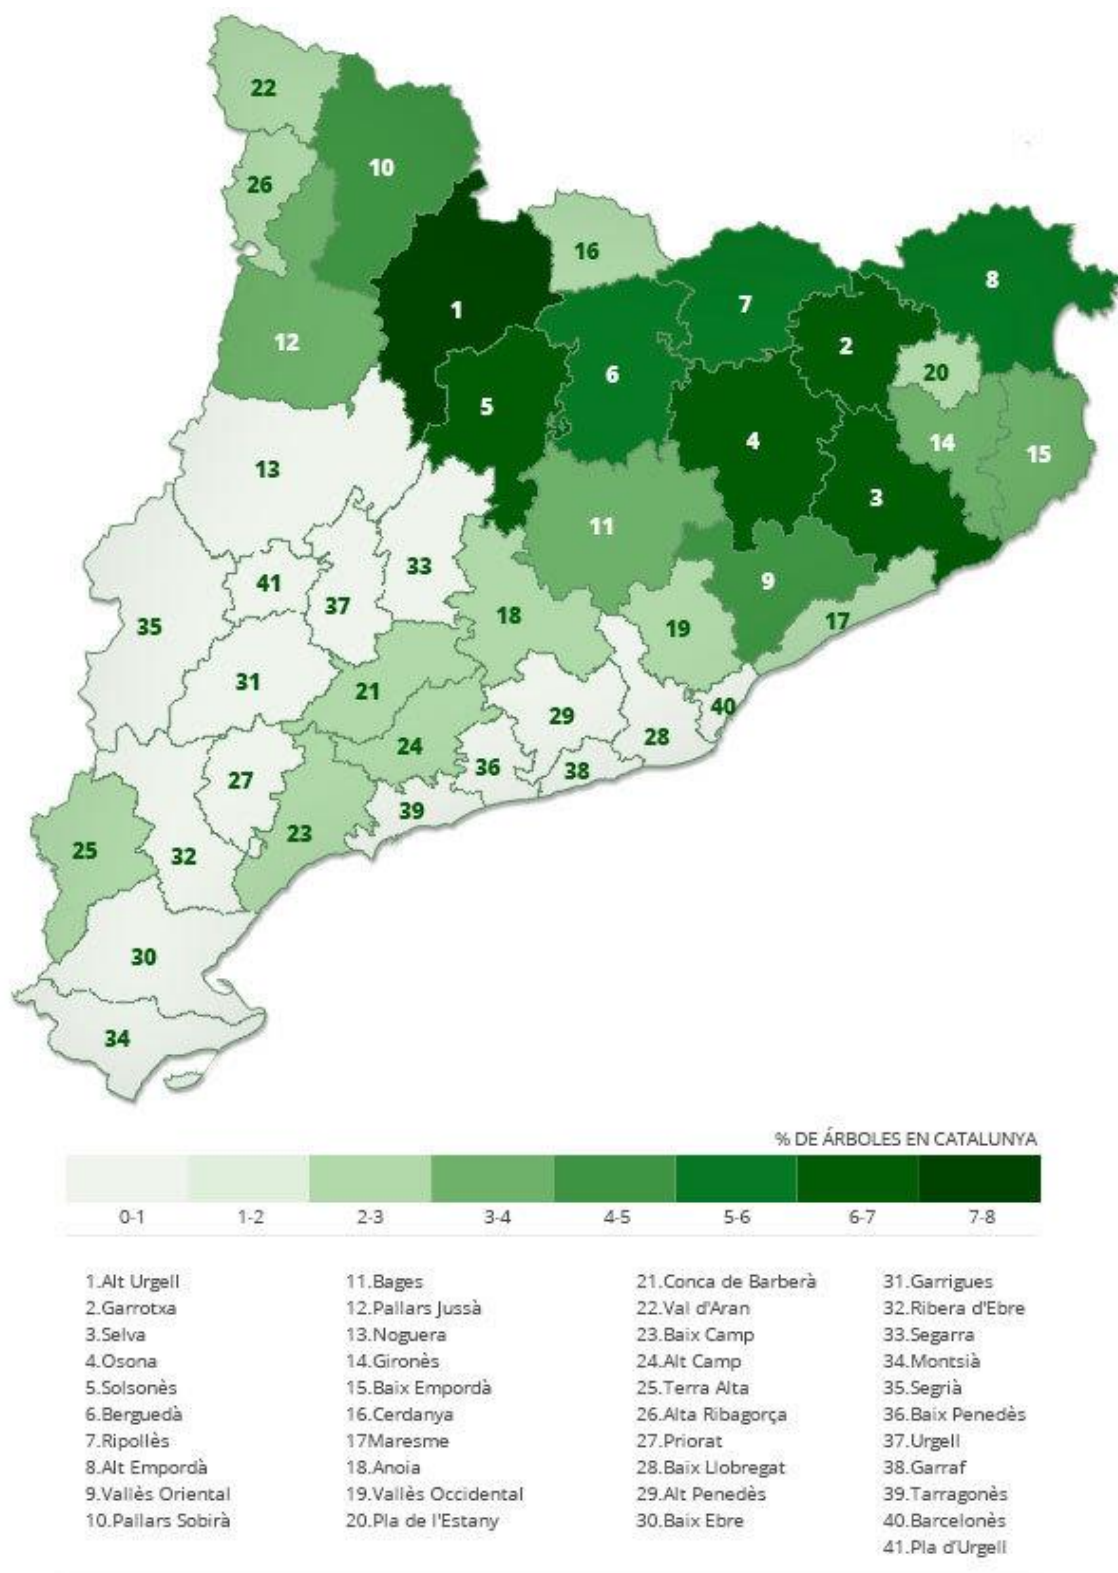 22
10
26
16
8
7
1
12
2
20
6
5
4
14
15
13
3
11
33
41
9
37
18
17
35
19
31
21
40
29
28
24
36
38
27
39
23
25
32
30
34
% DE ÁRBOLES EN CATALUNYA
0-1 1-2 2-3 3-4 4-5 5-6 6-7 7-8
1.Alt Urgell
2.Garrotxa
3.Selva
4.Osona
5.Solsonès
6.Berguedà
7.Ripollès
8.Alt Empordà
9.Vallès Oriental
10.Pallars Sobirà
11.Bages
12.Pallars Jussà
13.Noguera
14.Gironès
15.Baix Empordà
16.Cerdanya
17Maresme
18.Anoia
19.Vallès Occidental
20.Pla de l'Estany
21.Conca de Barberà
22.Val d'Aran
23.Baix Camp
24.Alt Camp
25.Terra Alta
26.Alta Ribagorça
27.Priorat
28.Baix Llobregat
29.Alt Penedès
30.Baix Ebre
31.Garrigues
32.Ribera d'Ebre
33.Segarra
34.Montsià
35.Segrià
36.Baix Penedès
37.Urgell
38.Garraf
39.Tarragonès
40.Barcelonès
41.Pla d'Urgell